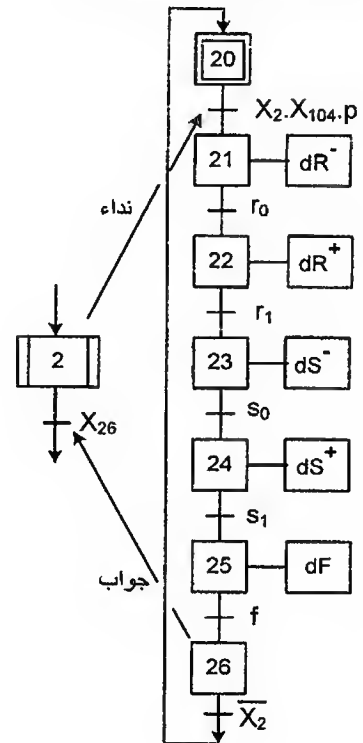 20
X₂.X₁₀₄.p
21 dR⁻
نداء
r₀
22 dR⁺
r₁
2
23 dS⁻
X₂₆
s₀
24 dS⁺
s₁
جواب
25 dF
f
26
X̅₂